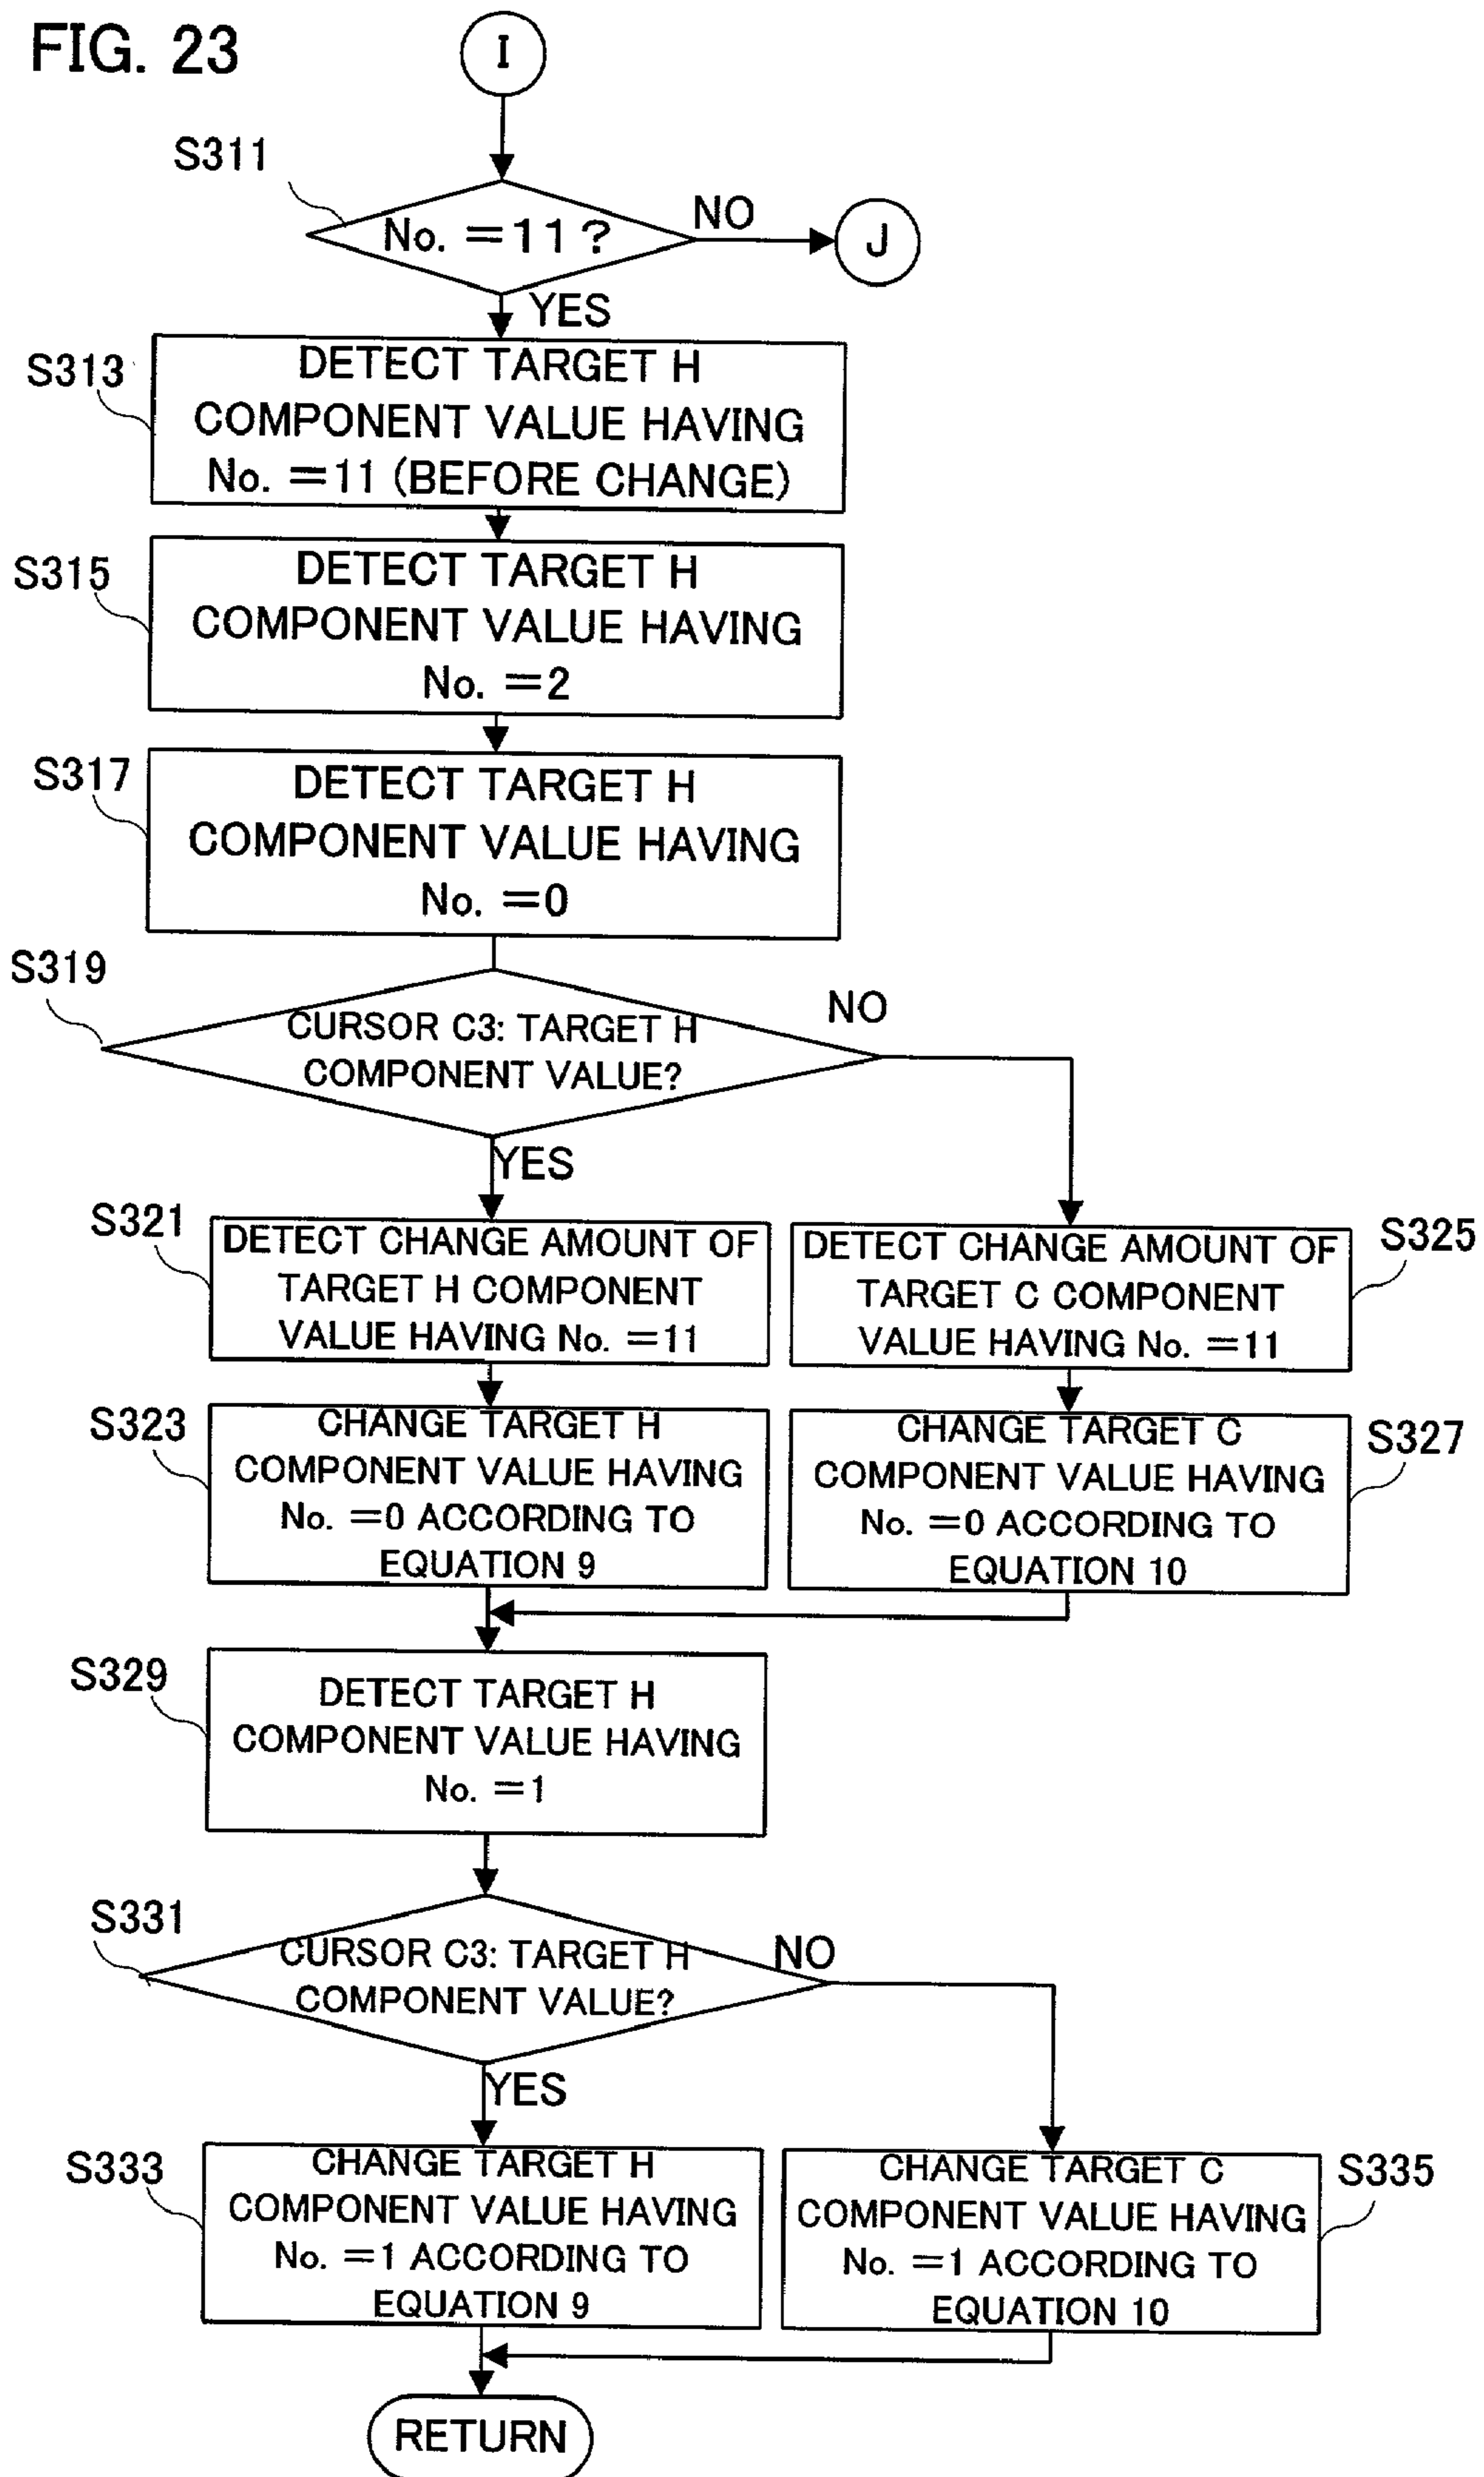 FIG. 23
I
S311
No. =11?
NO
J
YES
S313
DETECT TARGET H
COMPONENT VALUE HAVING
No. =11 (BEFORE CHANGE)
S315
DETECT TARGET H
COMPONENT VALUE HAVING
No. =2
S317
DETECT TARGET H
COMPONENT VALUE HAVING
No. =0
S319
CURSOR C3: TARGET H
COMPONENT VALUE?
NO
YES
S321
DETECT CHANGE AMOUNT OF
TARGET H COMPONENT
VALUE HAVING No. =11
DETECT CHANGE AMOUNT OF
TARGET C COMPONENT
VALUE HAVING No. =11
S325
S323
CHANGE TARGET H
COMPONENT VALUE HAVING
No. =0 ACCORDING TO
EQUATION 9
CHANGE TARGET C
COMPONENT VALUE HAVING
No. =0 ACCORDING TO
EQUATION 10
S327
S329
DETECT TARGET H
COMPONENT VALUE HAVING
No. =1
S331
CURSOR C3: TARGET H
COMPONENT VALUE?
NO
YES
S333
CHANGE TARGET H
COMPONENT VALUE HAVING
No. =1 ACCORDING TO
EQUATION 9
CHANGE TARGET C
COMPONENT VALUE HAVING
No. =1 ACCORDING TO
EQUATION 10
S335
RETURN